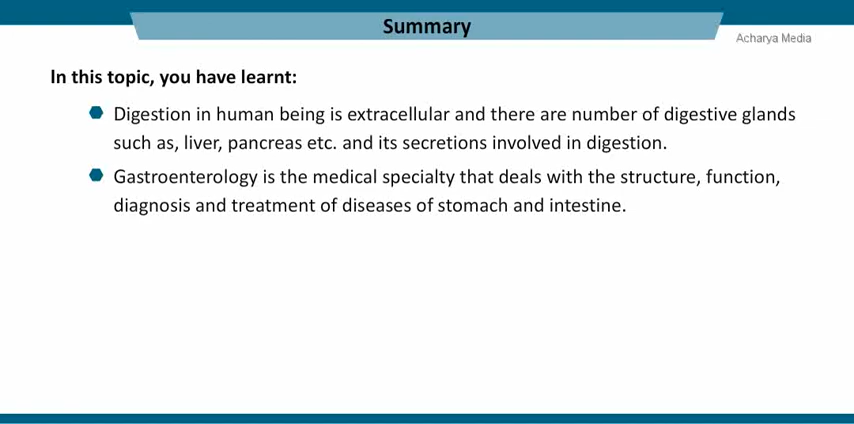 Summary
Acharya Media
In this topic, you have learnt:
Digestion in human being is extracellular and there are number of digestive glands
such as, liver, pancreas etc. and its secretions involved in digestion.
Gastroenterology is the medical specialty that deals with the structure, function,
diagnosis and treatment of diseases of stomach and intestine.